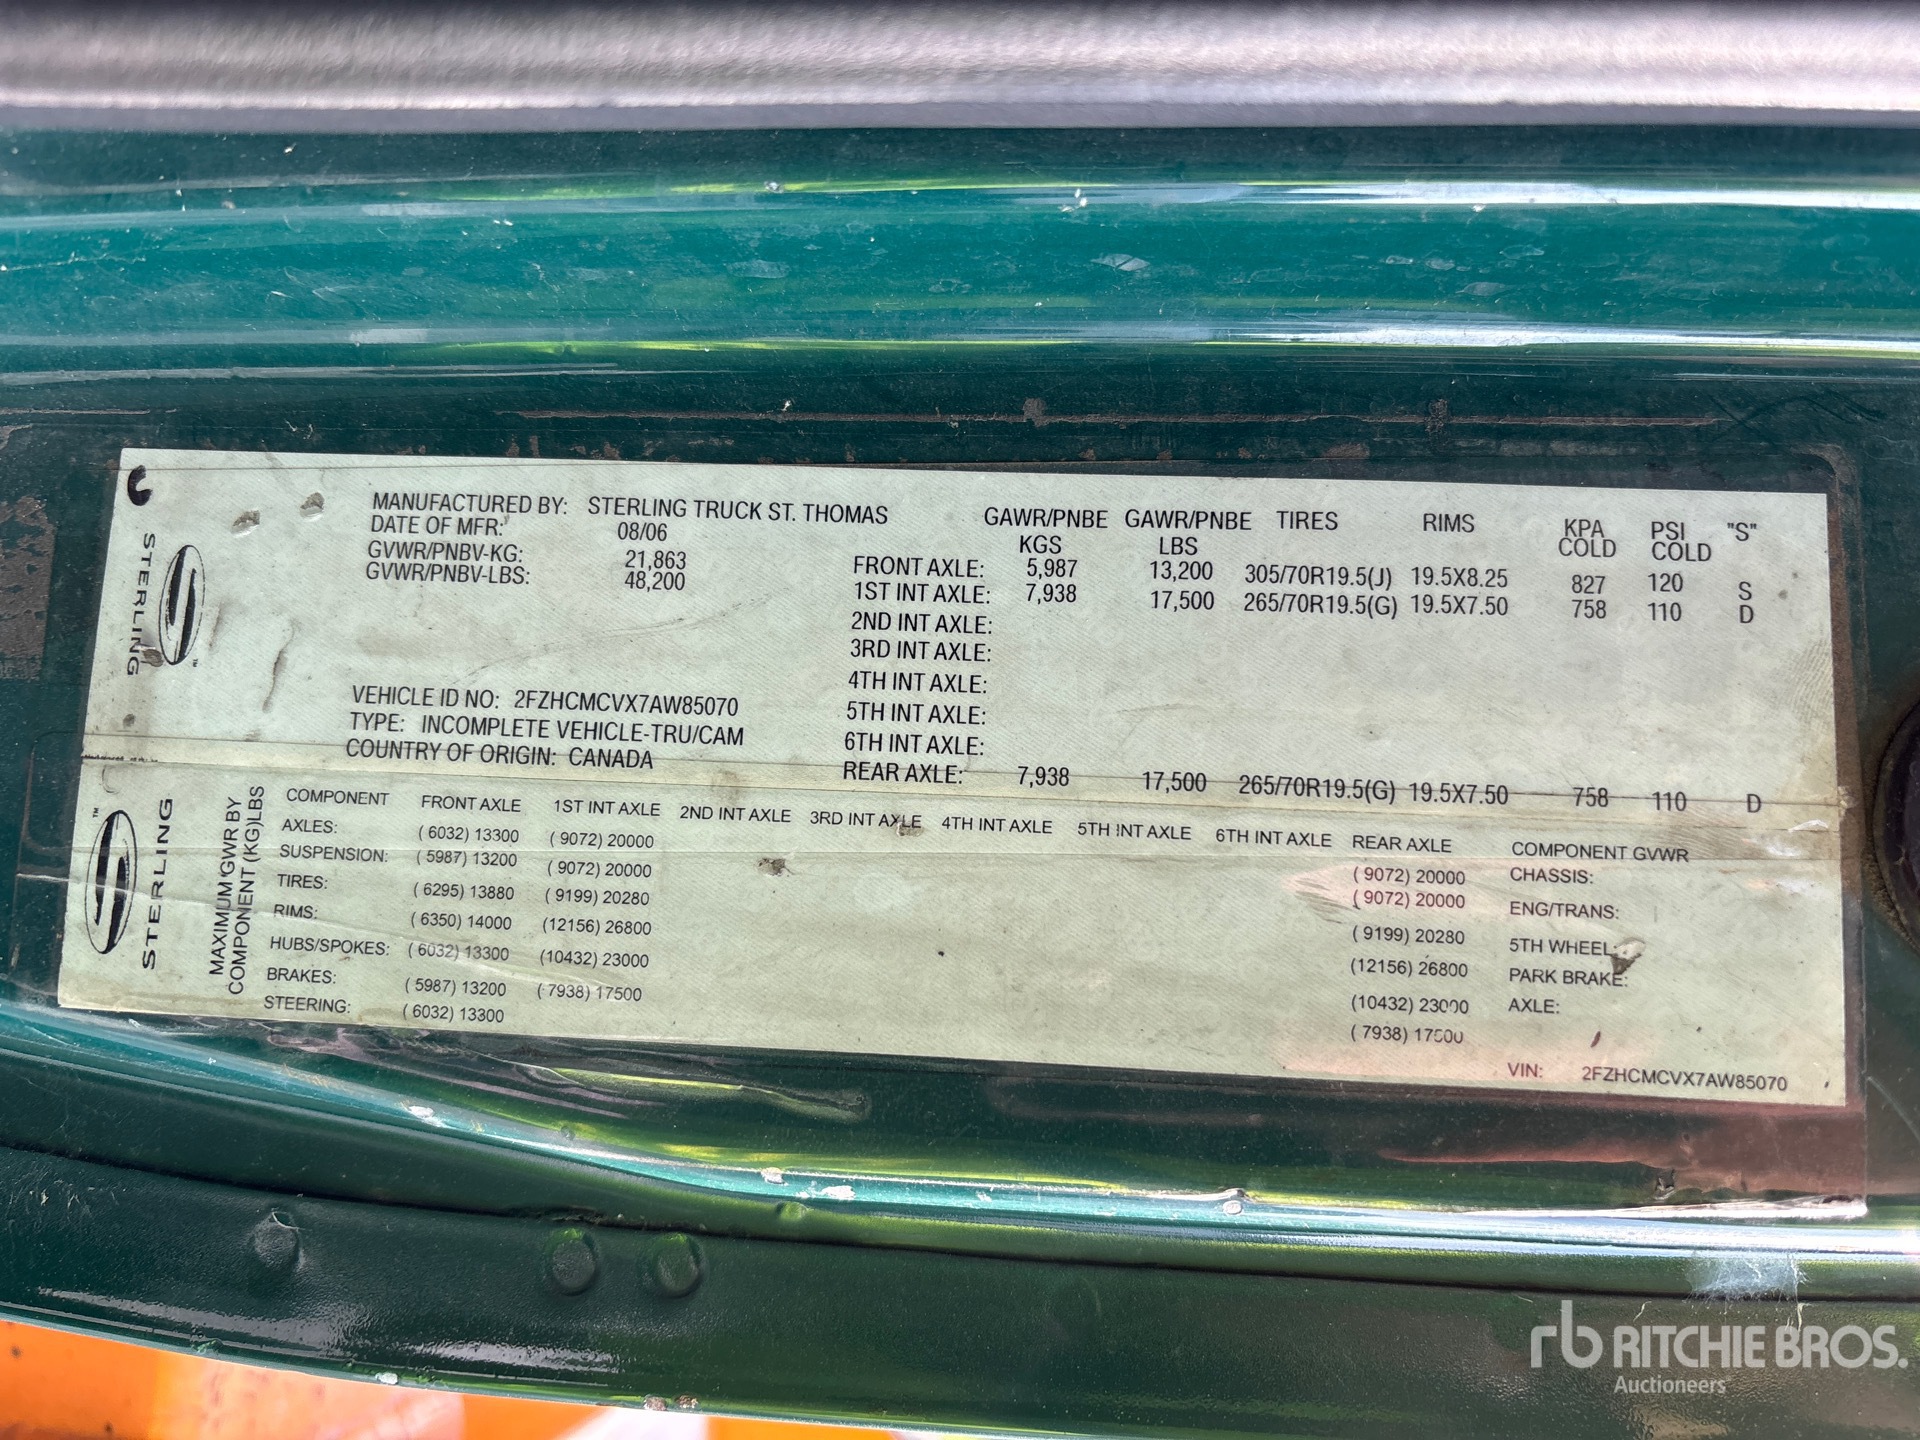 STERLING
MANUFACTURED BY: STERLING TRUCK ST. THOMAS
DATE OF MFR: 08/06
GVWR/PNBV-KG: 21,863
GVWR/PNBV-LBS: 48,200
VEHICLE ID NO: 2FZHCMCVX7AW85070
TYPE: INCOMPLETE VEHICLE-TRU/CAM
COUNTRY OF ORIGIN: CANADA
GAWR/PNBE KGS GAWR/PNBE LBS TIRES RIMS KPA COLD PSI COLD "S"
FRONT AXLE: 5,987 13,200 305/70R19.5(J) 19.5X8.25 827 120 S
1ST INT AXLE: 7,938 17,500 265/70R19.5(G) 19.5X7.50 758 110 D
2ND INT AXLE:
3RD INT AXLE:
4TH INT AXLE:
5TH INT AXLE:
6TH INT AXLE:
REAR AXLE: 7,938 17,500 265/70R19.5(G) 19.5X7.50 758 110 D
STERLING
MAXIMUM GWR BY
COMPONENT (KG)LBS
COMPONENT FRONT AXLE 1ST INT AXLE 2ND INT AXLE 3RD INT AXLE 4TH INT AXLE 5TH INT AXLE 6TH INT AXLE REAR AXLE COMPONENT GVWR
AXLES: (6032) 13300 (9072) 20000 (9072) 20000 CHASSIS:
SUSPENSION: (5987) 13200 (9072) 20000 (9072) 20000 ENG/TRANS:
TIRES: (6295) 13880 (9199) 20280 (9199) 20280 5TH WHEEL:
RIMS: (6350) 14000 (12156) 26800 (12156) 26800 PARK BRAKE:
HUBS/SPOKES: (6032) 13300 (10432) 23000 (10432) 23000 AXLE:
BRAKES: (5987) 13200 (7938) 17500 (7938) 17500
STEERING: (6032) 13300
VIN: 2FZHCMCVX7AW85070
rb RITCHIE BROS.
Auctioneers